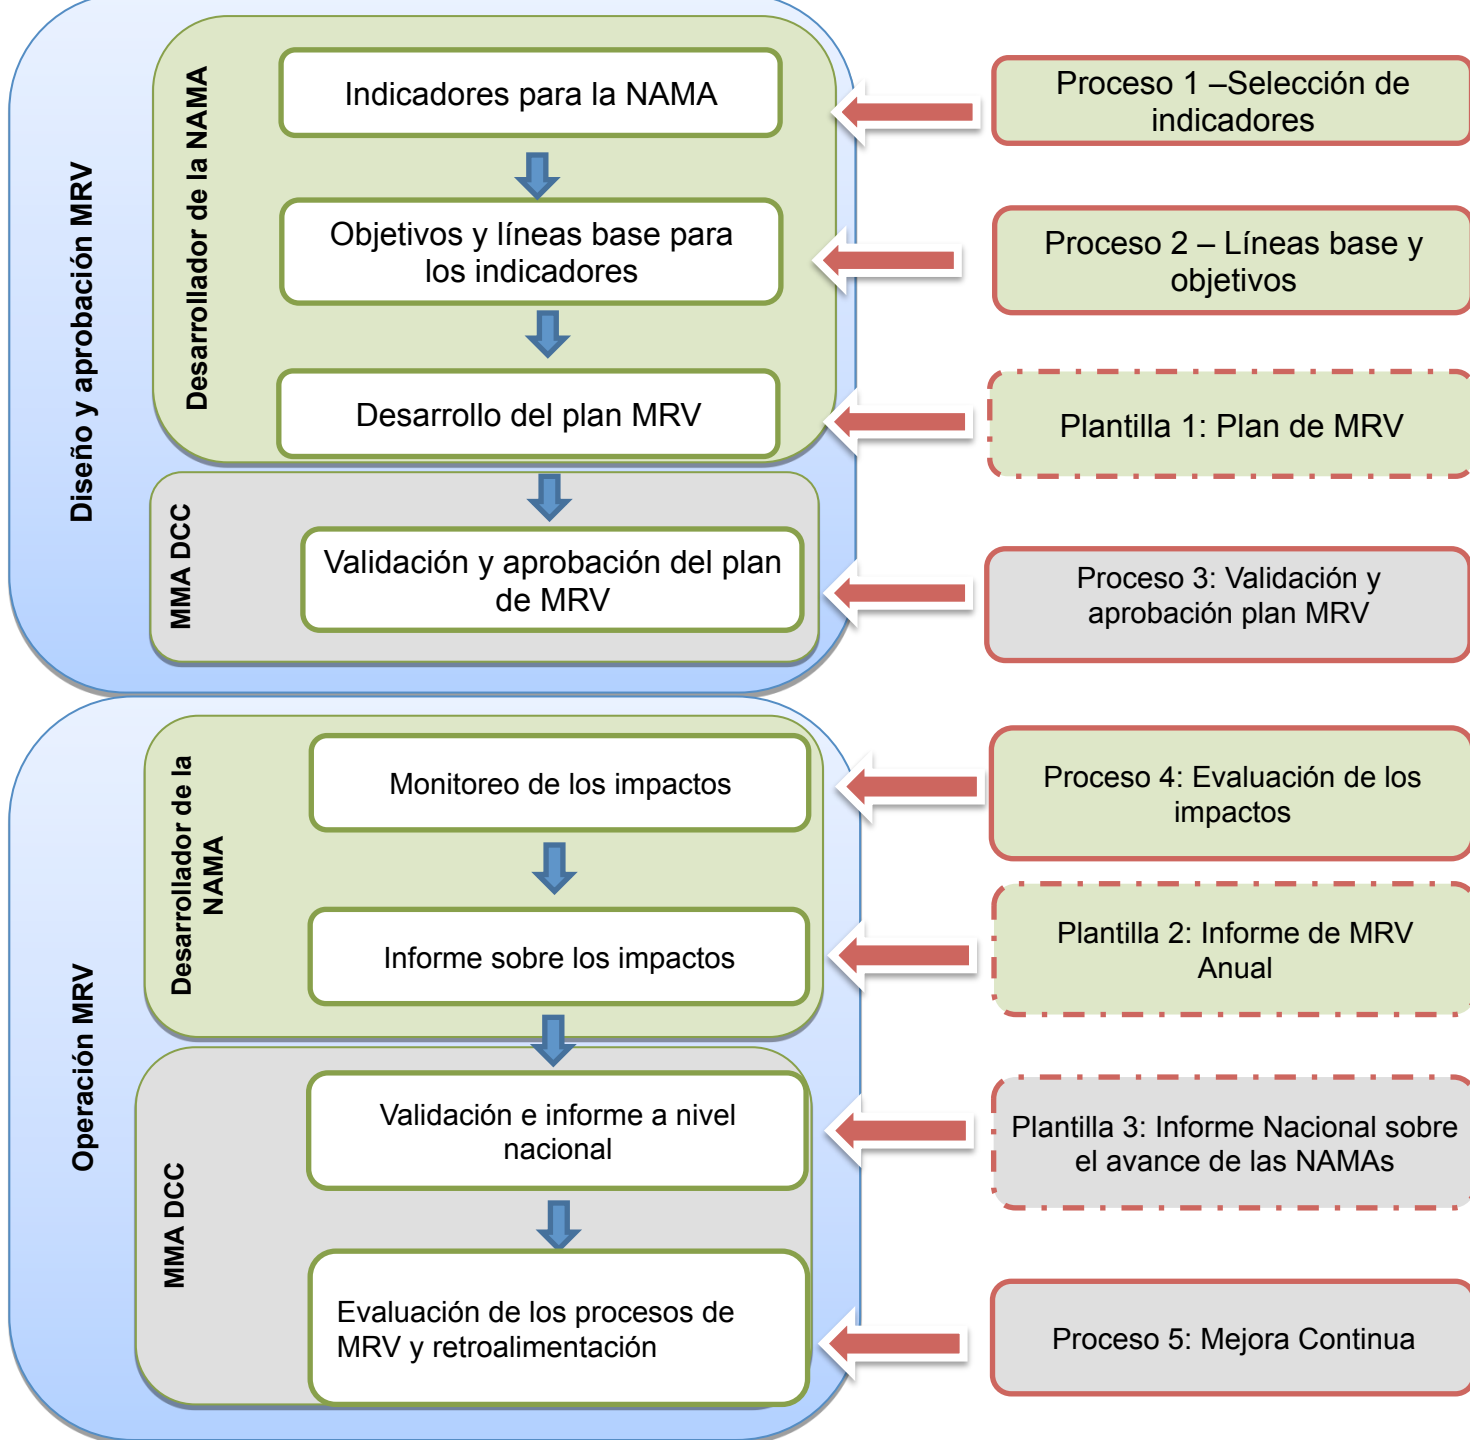 Diseño y aprobación MRV
Desarrollador de la NAMA
Indicadores para la NAMA
Proceso 1 –Selección de
indicadores
Objetivos y líneas base para
los indicadores
Proceso 2 – Líneas base y
objetivos
Desarrollo del plan MRV
Plantilla 1: Plan de MRV
MMA DCC
Validación y aprobación del plan
de MRV
Proceso 3: Validación y
aprobación plan MRV
Operación MRV
Desarrollador de la
NAMA
Monitoreo de los impactos
Proceso 4: Evaluación de los
impactos
Informe sobre los impactos
Plantilla 2: Informe de MRV
Anual
MMA DCC
Validación e informe a nivel
nacional
Plantilla 3: Informe Nacional sobre
el avance de las NAMAs
Evaluación de los procesos de
MRV y retroalimentación
Proceso 5: Mejora Continua